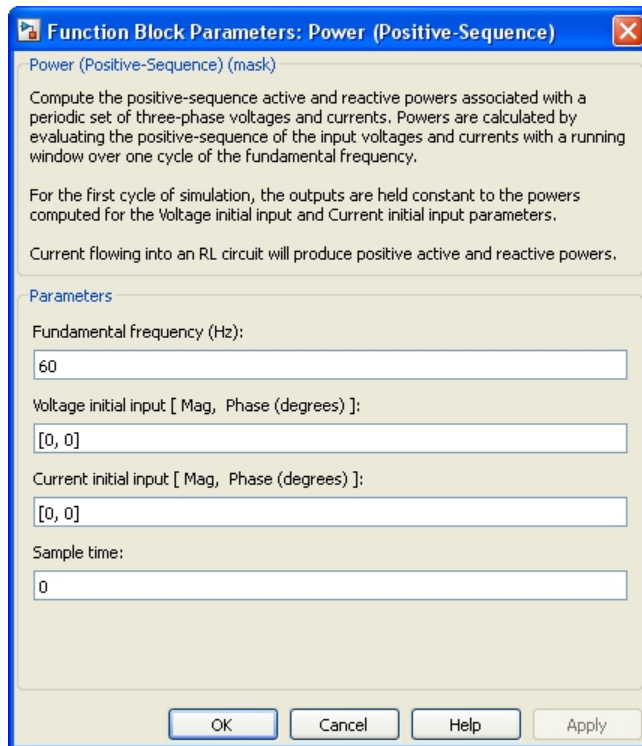 Function Block Parameters: Power (Positive-Sequence)
Power (Positive-Sequence) (mask)
Compute the positive-sequence active and reactive powers associated with a
periodic set of three-phase voltages and currents. Powers are calculated by
evaluating the positive-sequence of the input voltages and currents with a running
window over one cycle of the fundamental frequency.
For the first cycle of simulation, the outputs are held constant to the powers
computed for the Voltage initial input and Current initial input parameters.
Current flowing into an RL circuit will produce positive active and reactive powers.
Parameters
Fundamental frequency (Hz):
60
Voltage initial input [ Mag, Phase (degrees) ]:
[0, 0]
Current initial input [ Mag, Phase (degrees) ]:
[0, 0]
Sample time:
0
OK Cancel Help Apply